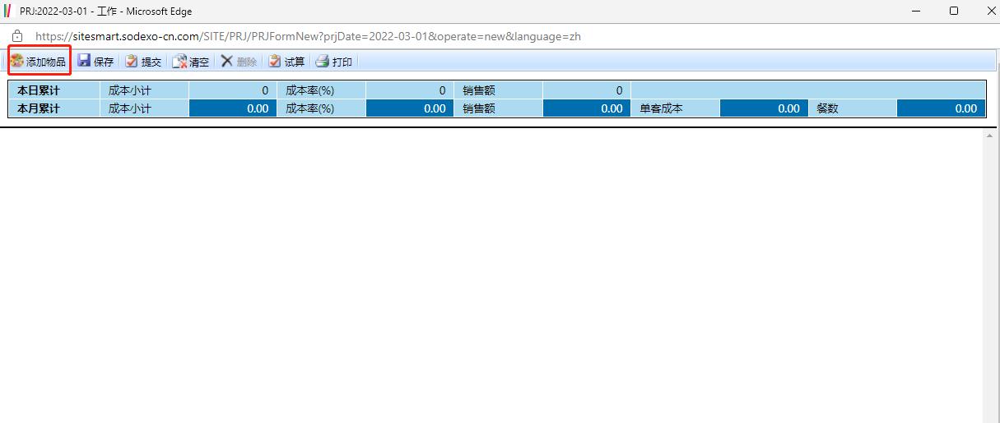 PRJ:2022-03-01 - 工作 - Microsoft Edge
https://sitesmart.sodexo-cn.com/SITE/PRJ/PRJFormNew?prjDate=2022-03-01&operate=new&language=zh
添加物品 保存 提交 清空 删除 试算 打印
本日累计 成本小计 0 成本率(%) 0 销售额 0
本月累计 成本小计 0.00 成本率(%) 0.00 销售额 0.00 单客成本 0.00 餐数 0.00